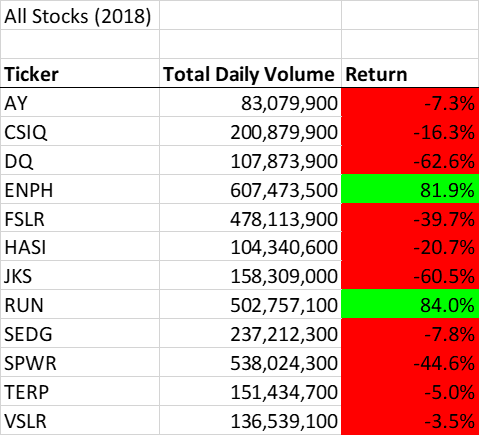 All Stocks (2018)
Ticker Total Daily Volume Return
AY 83,079,900 -7.3%
CSIQ 200,879,900 -16.3%
DQ 107,873,900 -62.6%
ENPH 607,473,500 81.9%
FSLR 478,113,900 -39.7%
HASI 104,340,600 -20.7%
JKS 158,309,000 -60.5%
RUN 502,757,100 84.0%
SEDG 237,212,300 -7.8%
SPWR 538,024,300 -44.6%
TERP 151,434,700 -5.0%
VSLR 136,539,100 -3.5%